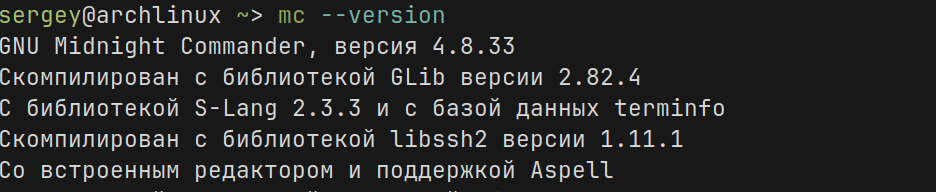 sergey@archlinux ~> mc --version
GNU Midnight Commander, версия 4.8.33
Скомпилирован с библиотекой GLib версии 2.82.4
С библиотекой S-Lang 2.3.3 и с базой данных terminfo
Скомпилирован с библиотекой libssh2 версии 1.11.1
Со встроенным редактором и поддержкой Aspell